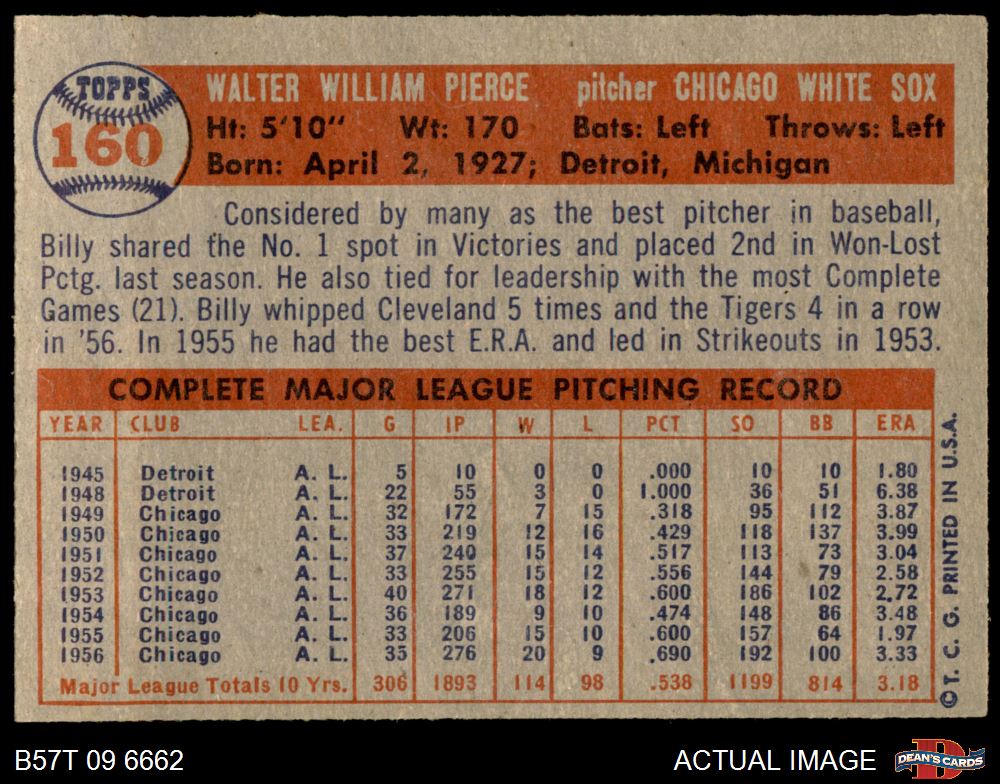 TOPPS
160
WALTER WILLIAM PIERCE pitcher CHICAGO WHITE SOX
Ht: 5'10" Wt: 170 Bats: Left Throws: Left
Born: April 2, 1927; Detroit, Michigan
Considered by many as the best pitcher in baseball,
Billy shared the No. 1 spot in Victories and placed 2nd in Won-Lost
Pctg. last season. He also tied for leadership with the most Complete
Games (21). Billy whipped Cleveland 5 times and the Tigers 4 in a row
in '56. In 1955 he had the best E.R.A. and led in Strikeouts in 1953.
COMPLETE MAJOR LEAGUE PITCHING RECORD
YEAR CLUB LEA. G IP W L PCT SO BB ERA
1945 Detroit A. L. 5 10 0 0 .000 10 10 1.80
1948 Detroit A. L. 22 55 3 0 1.000 36 51 6.38
1949 Chicago A. L. 32 172 7 15 .318 95 112 3.87
1950 Chicago A. L. 33 219 12 16 .429 118 137 3.99
1951 Chicago A. L. 37 240 15 14 .517 113 73 3.04
1952 Chicago A. L. 33 255 15 12 .556 144 79 2.58
1953 Chicago A. L. 40 271 18 12 .600 186 102 2.72
1954 Chicago A. L. 36 189 9 10 .474 148 86 3.48
1955 Chicago A. L. 33 206 15 10 .600 157 64 1.97
1956 Chicago A. L. 35 276 20 9 .690 192 100 3.33
Major League Totals 10 Yrs. 306 1893 114 98 .538 1199 814 3.18
© T. C. G. PRINTED IN U.S.A.
B57T 09 6662
ACTUAL IMAGE
DEAN'S CARDS